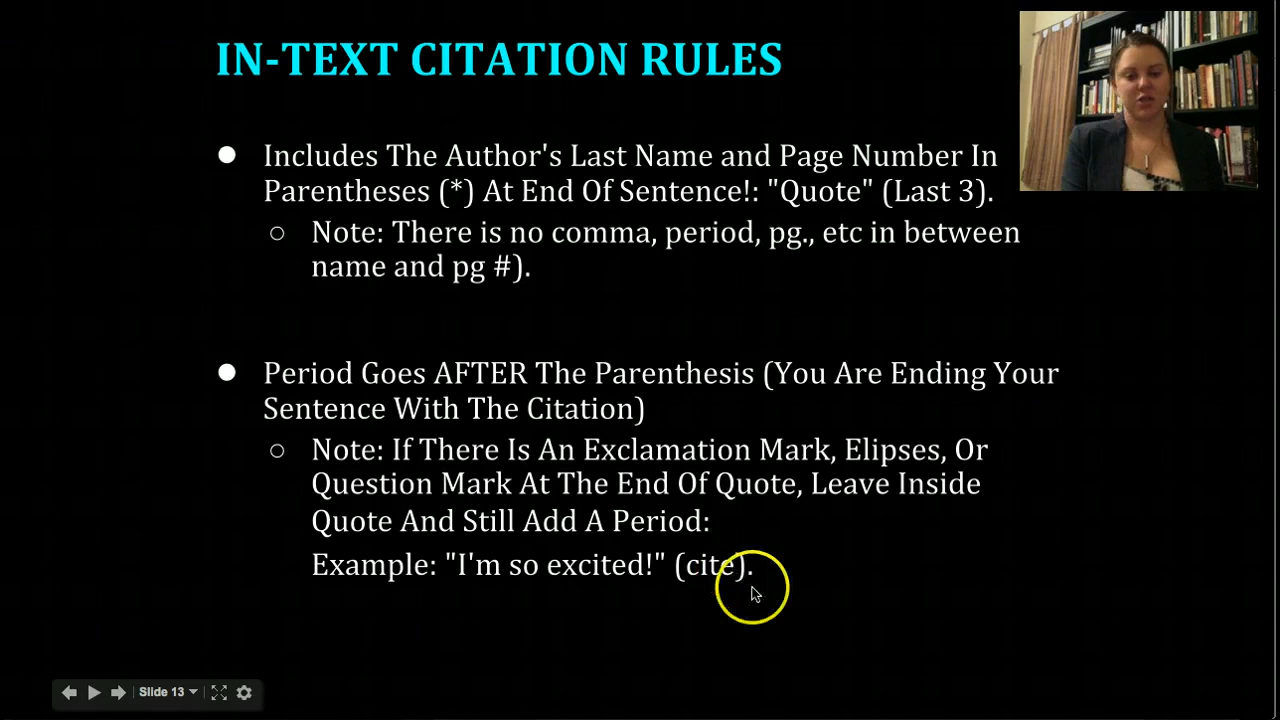 IN-TEXT CITATION RULES
● Includes The Author's Last Name and Page Number In
Parentheses (*) At End Of Sentence!: "Quote" (Last 3).
○ Note: There is no comma, period, pg., etc in between
name and pg #).
● Period Goes AFTER The Parenthesis (You Are Ending Your
Sentence With The Citation)
○ Note: If There Is An Exclamation Mark, Elipses, Or
Question Mark At The End Of Quote, Leave Inside
Quote And Still Add A Period:
Example: "I'm so excited!" (cite).
Slide 13